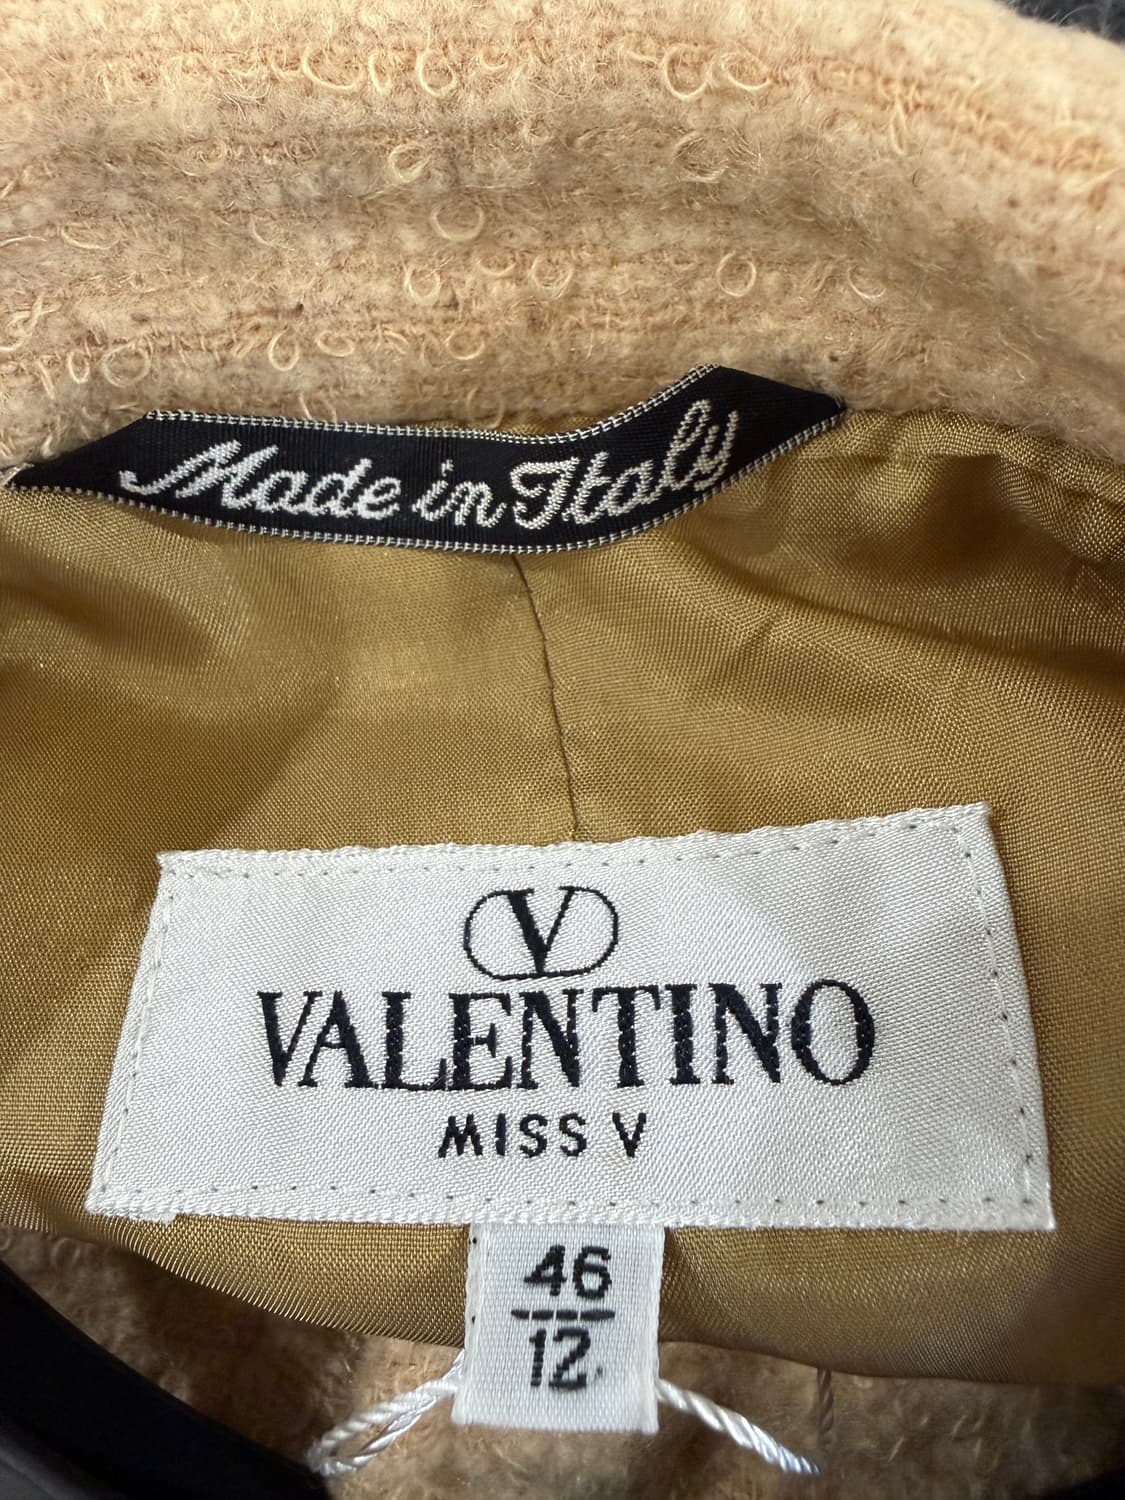 Made in Italy
V
VALENTINO
MISS V
46
12